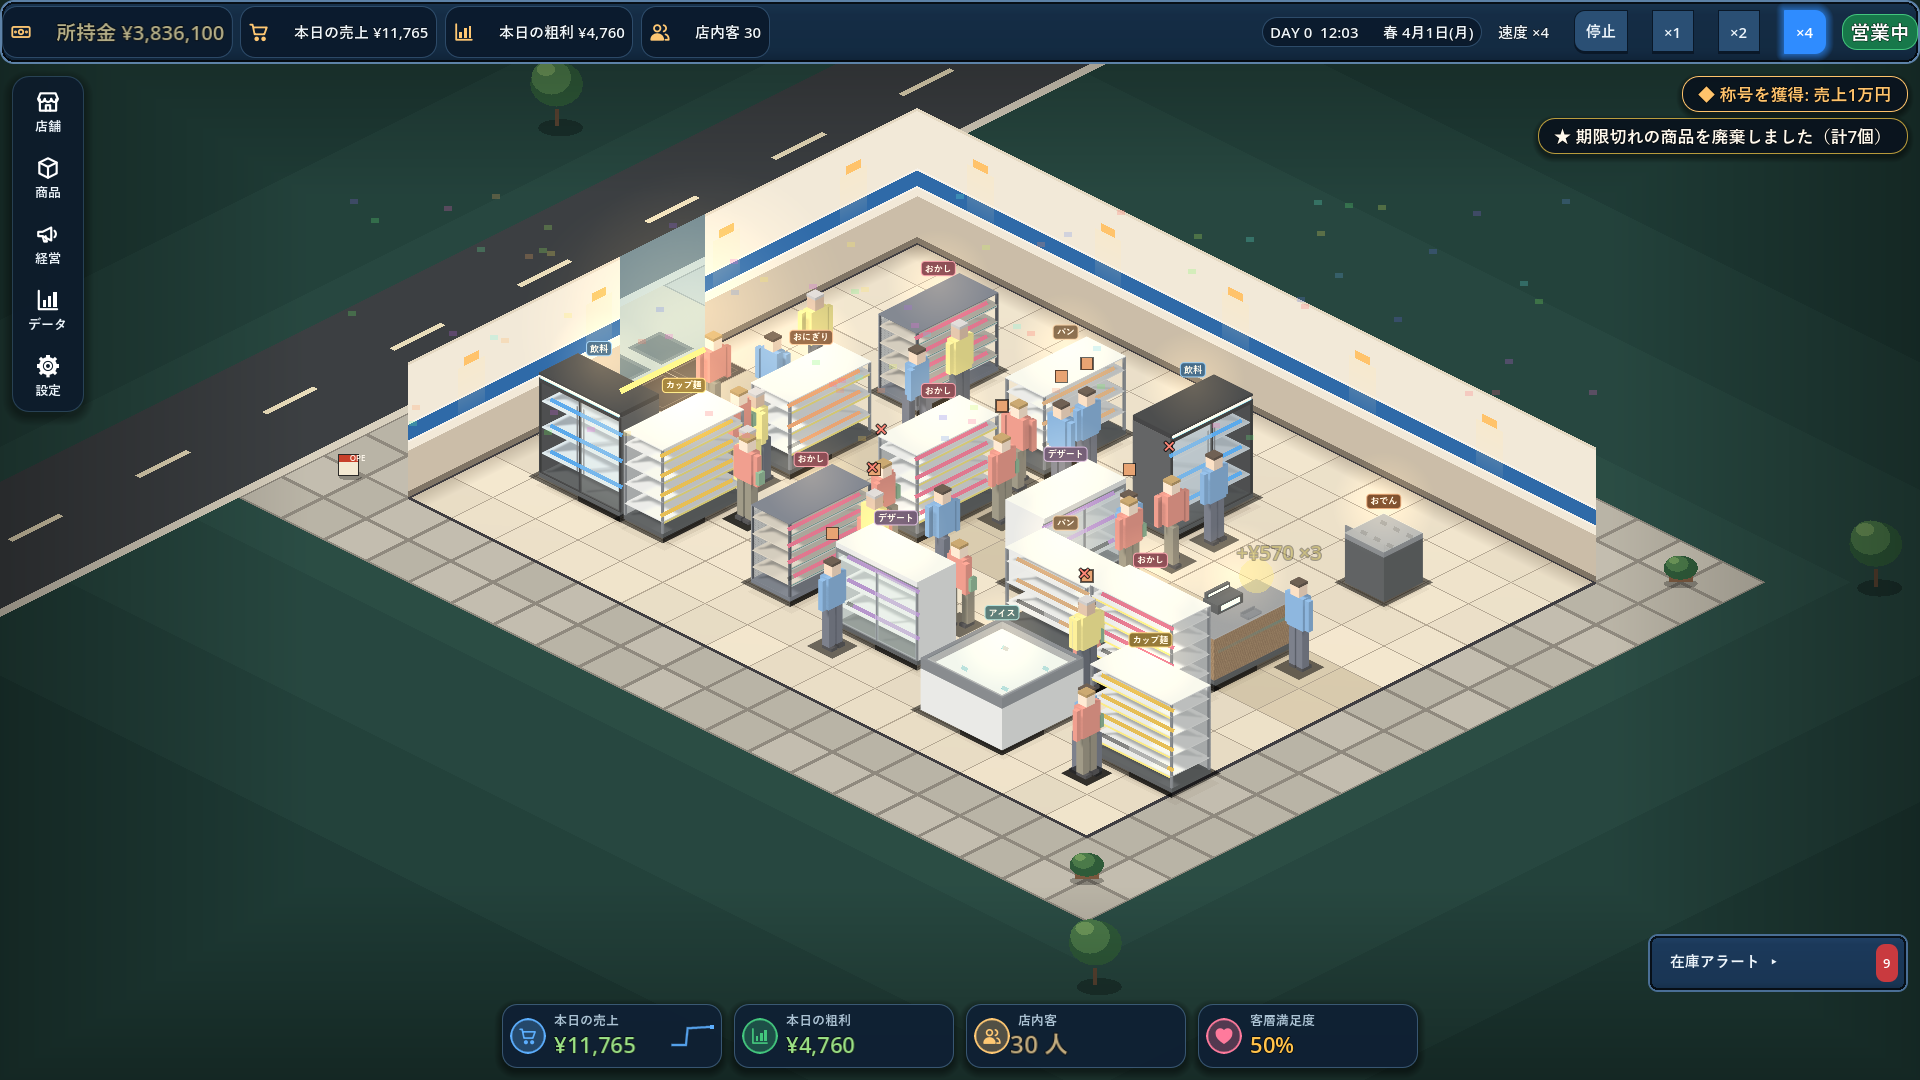 所持金 ¥3,836,100
本日の売上 ¥11,765
本日の粗利 ¥4,760
店内客 30
DAY 0 12:03 春 4月1日(月)
速度 ×4
停止
×1
×2
×4
営業中
店舗
商品
経営
データ
設定
◆ 称号を獲得: 売上1万円
★ 期限切れの商品を廃棄しました（計7個）
おかし
おにぎり
パン
飲料
飲料
カップ麺
おかし
デザート
おかし
デザート
パン
おでん
おかし
アイス
カップ麺
OPE
+¥570 ×3
在庫アラート ▸
9
本日の売上
¥11,765
本日の粗利
¥4,760
店内客
30 人
客層満足度
50%